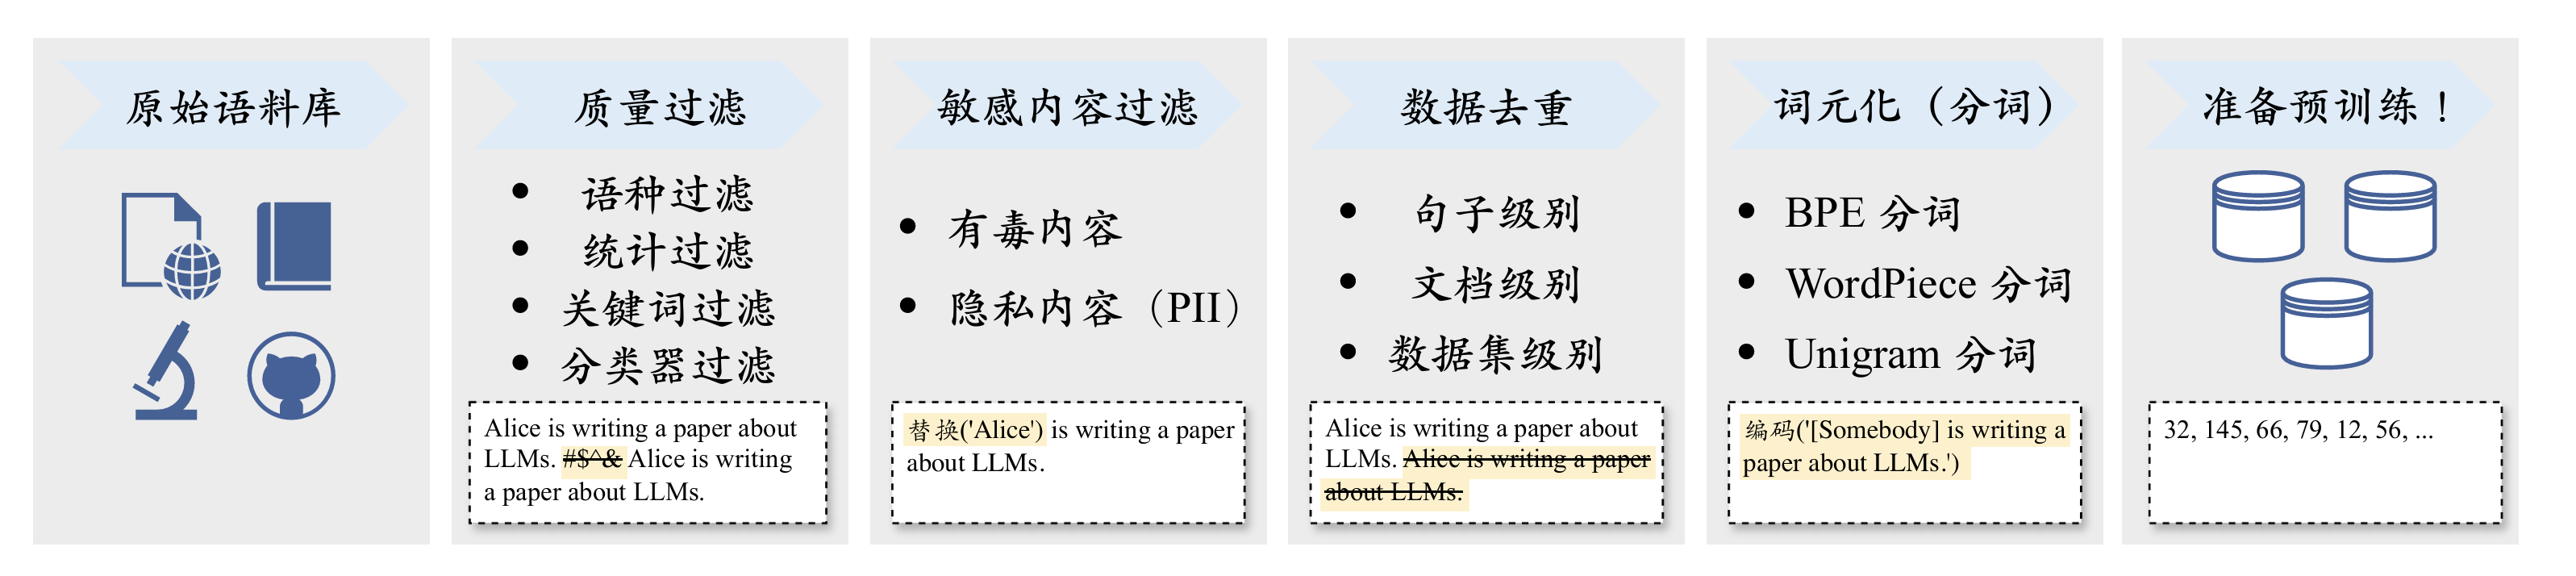 原始语料库
质量过滤
• 语种过滤
• 统计过滤
• 关键词过滤
• 分类器过滤
Alice is writing a paper about
LLMs. #$^& Alice is writing
a paper about LLMs.
敏感内容过滤
• 有毒内容
• 隐私内容（PII）
替换('Alice') is writing a paper
about LLMs.
数据去重
• 句子级别
• 文档级别
• 数据集级别
Alice is writing a paper about
LLMs. Alice is writing a paper
about LLMs.
词元化（分词）
• BPE 分词
• WordPiece 分词
• Unigram 分词
编码('[Somebody] is writing a
paper about LLMs.')
准备预训练！
32, 145, 66, 79, 12, 56, ...